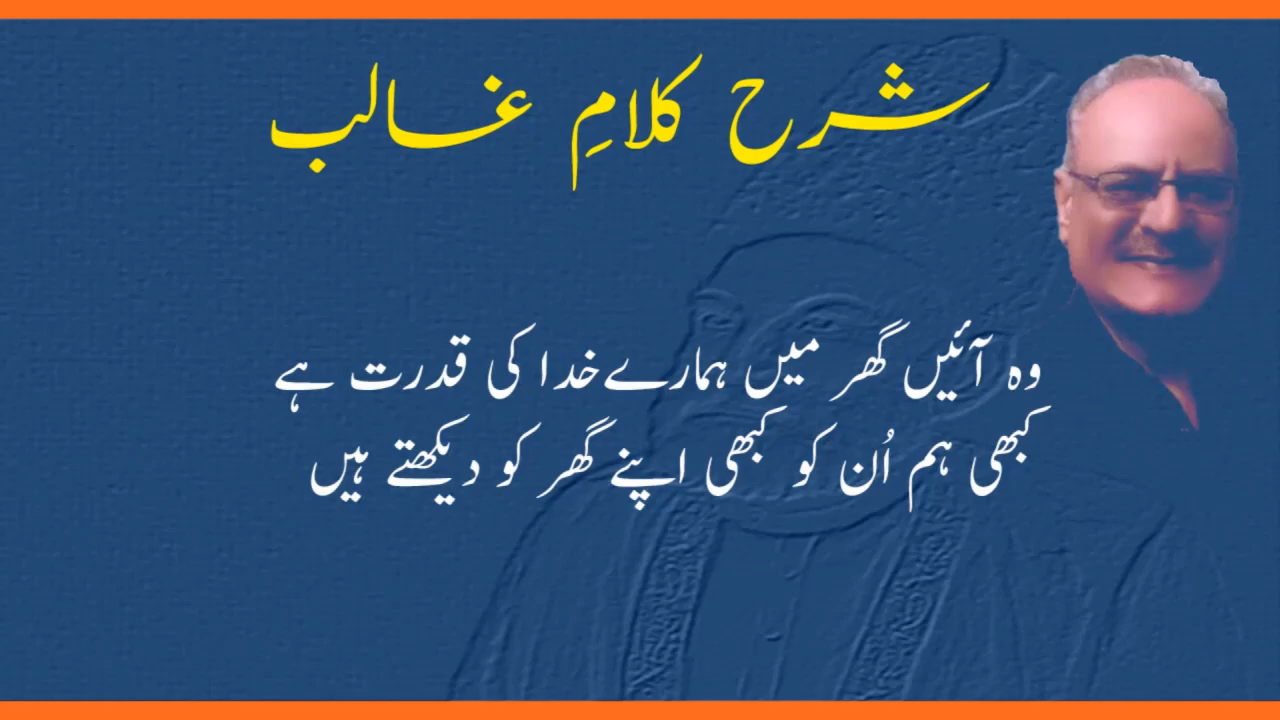 شرح کلامِ غالب
وہ آئیں گھر میں ہمارے خدا کی قدرت ہے
کبھی ہم اُن کو کبھی اپنے گھر کو دیکھتے ہیں